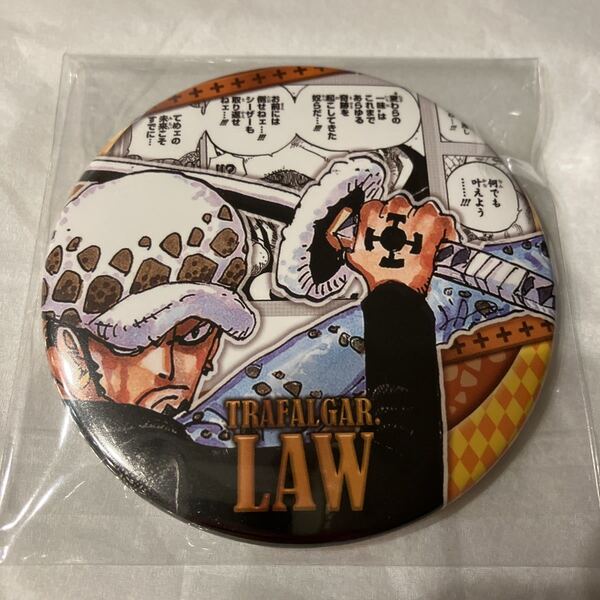 麦わらの
一味は
これまで
あらゆる
奇跡を
起こしてきた
奴らだ…!!!
お前には
倒せねェ…!!!
シーザーも
取り返せ
ねェ…!!!
てめェの
未来こそ
すでに…!
何でも
叶えよう
……!!!
!!?
TRAFALGAR.
LAW